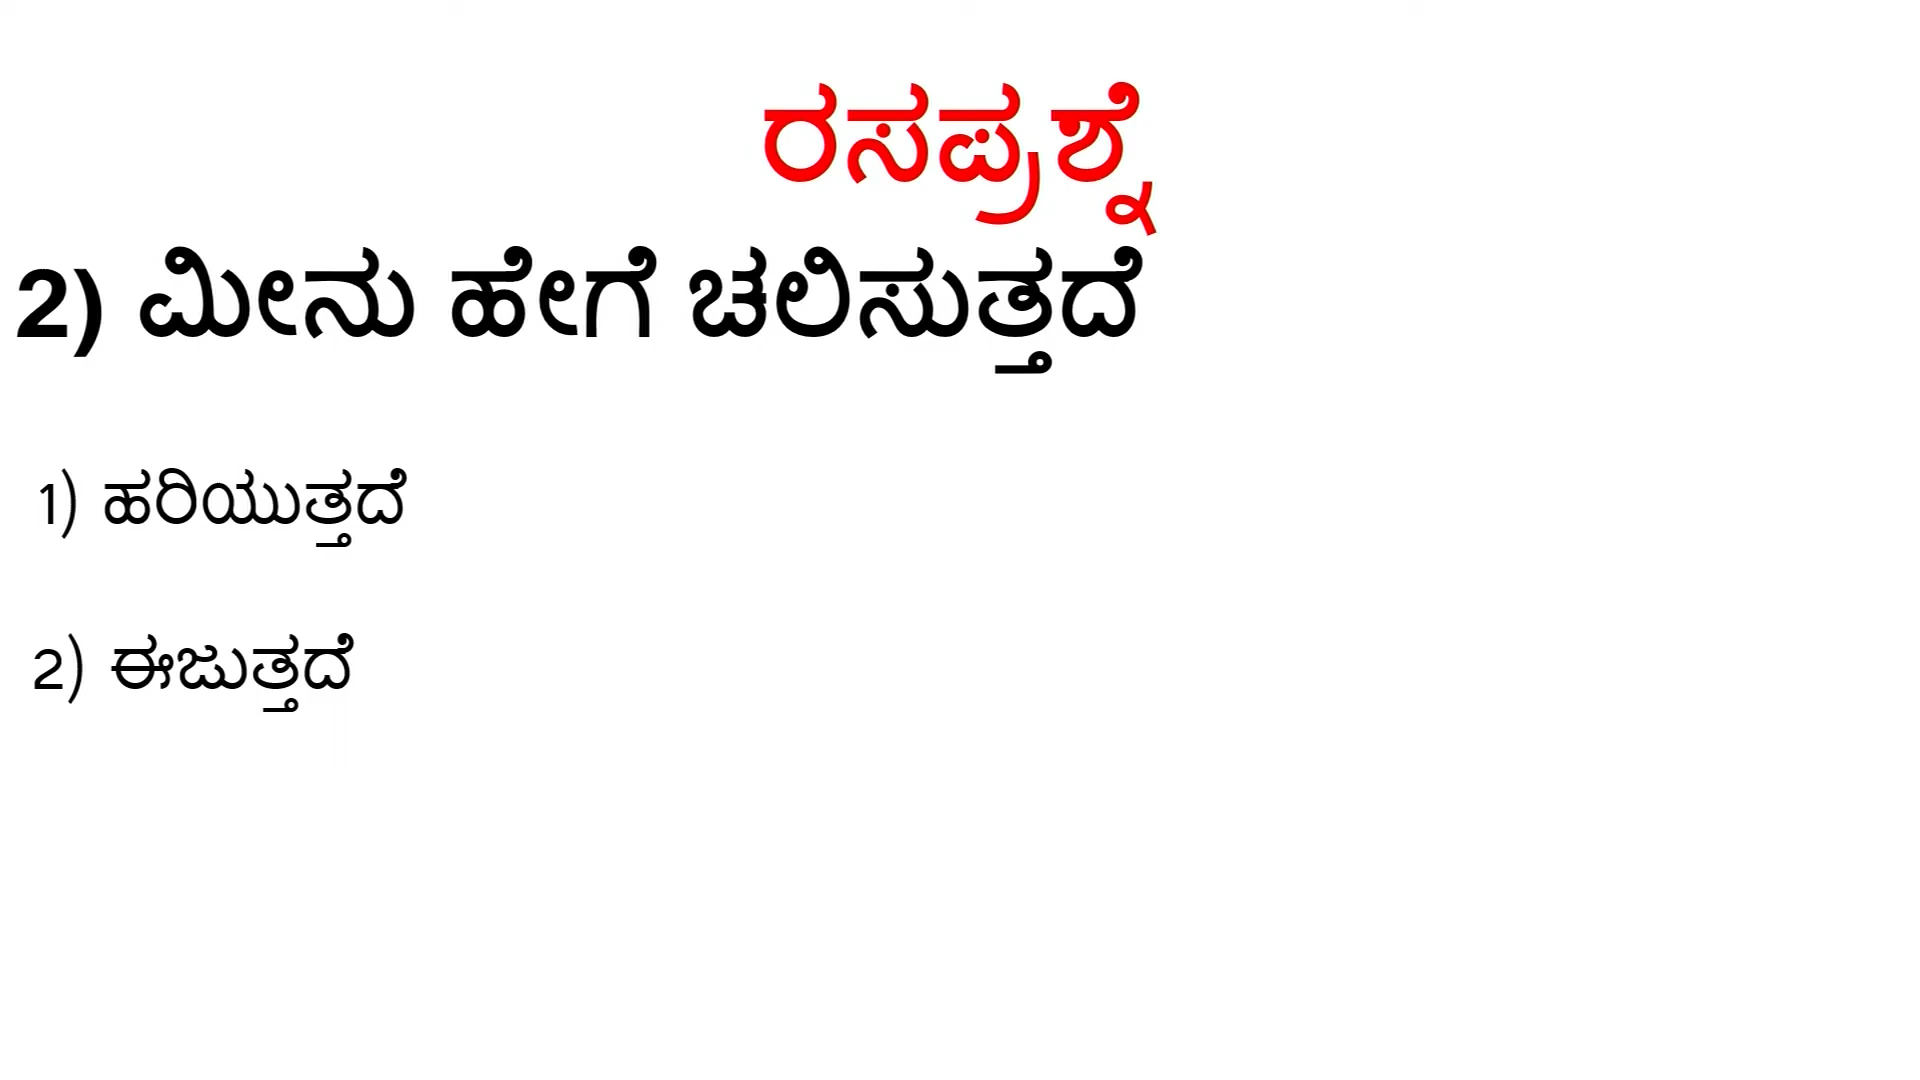 ರಸಪ್ರಶ್ನೆ
2) ಮೀನು ಹೇಗೆ ಚಲಿಸುತ್ತದೆ
1) ಹರಿಯುತ್ತದೆ
2) ಈಜುತ್ತದೆ